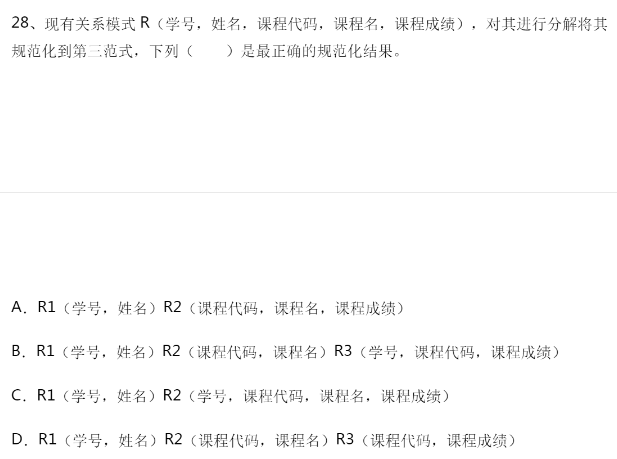 28、现有关系模式 R（学号，姓名，课程代码，课程名，课程成绩），对其进行分解将其
规范化到第三范式，下列（　　）是最正确的规范化结果。
A．R1（学号，姓名）R2（课程代码，课程名，课程成绩）
B．R1（学号，姓名）R2（课程代码，课程名）R3（学号，课程代码，课程成绩）
C．R1（学号，姓名）R2（学号，课程代码，课程名，课程成绩）
D．R1（学号，姓名）R2（课程代码，课程名）R3（课程代码，课程成绩）